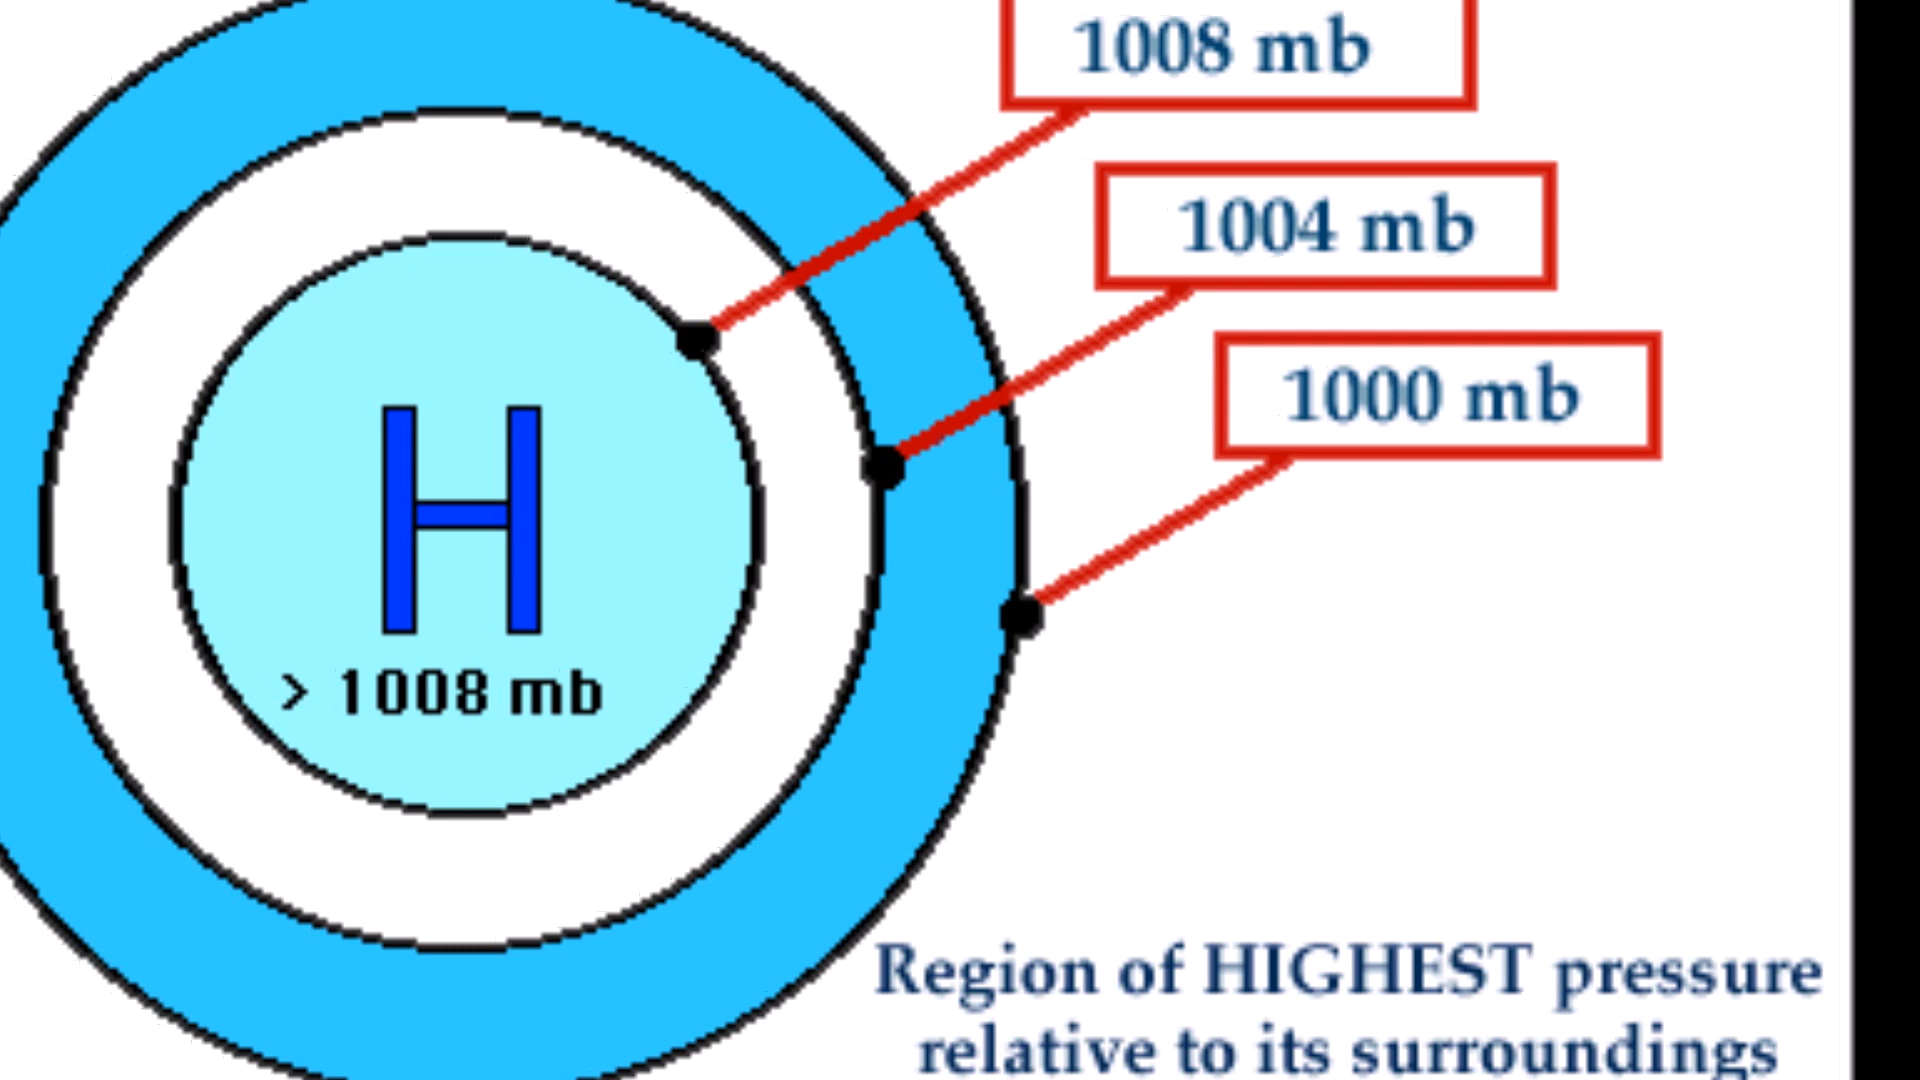 1008 mb
1004 mb
1000 mb
H
> 1008 mb
Region of HIGHEST pressure
relative to its surroundings